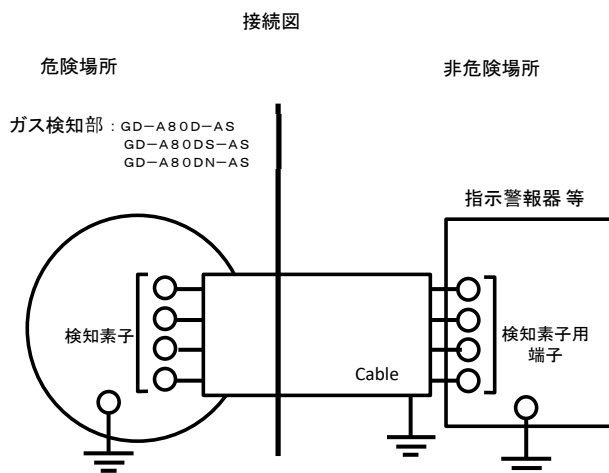 接続図
危険場所
非危険場所
ガス検知部：GD-A80D-AS
GD-A80DS-AS
GD-A80DN-AS
指示警報器 等
検知素子
検知素子用
端子
Cable